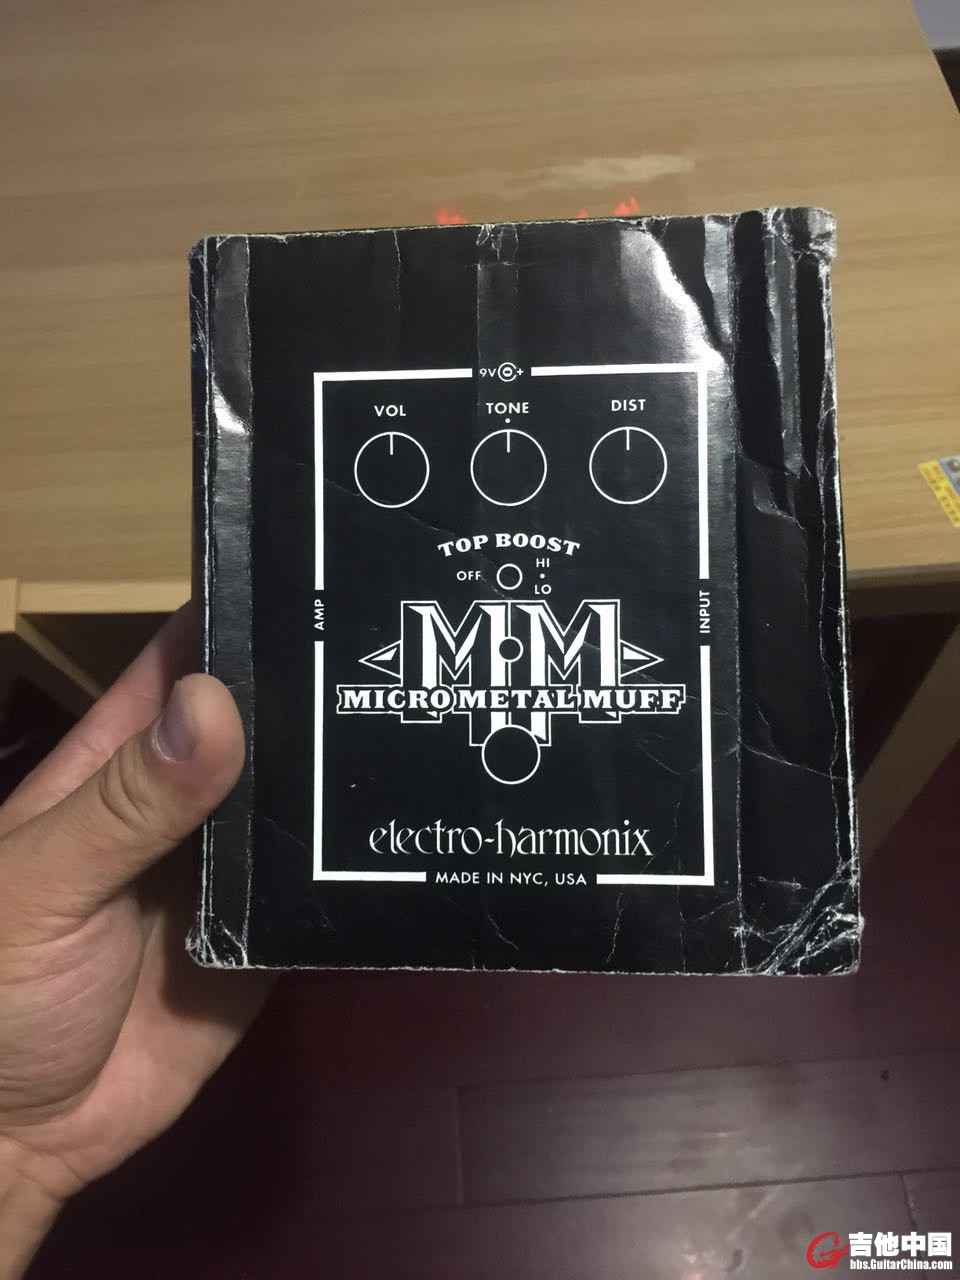 9V +
VOL TONE DIST
TOP BOOST
OFF HI
LO
AMP
INPUT
MM
MICRO METAL MUFF
electro-harmonix
MADE IN NYC, USA
吉他中国
bbs.GuitarChina.com